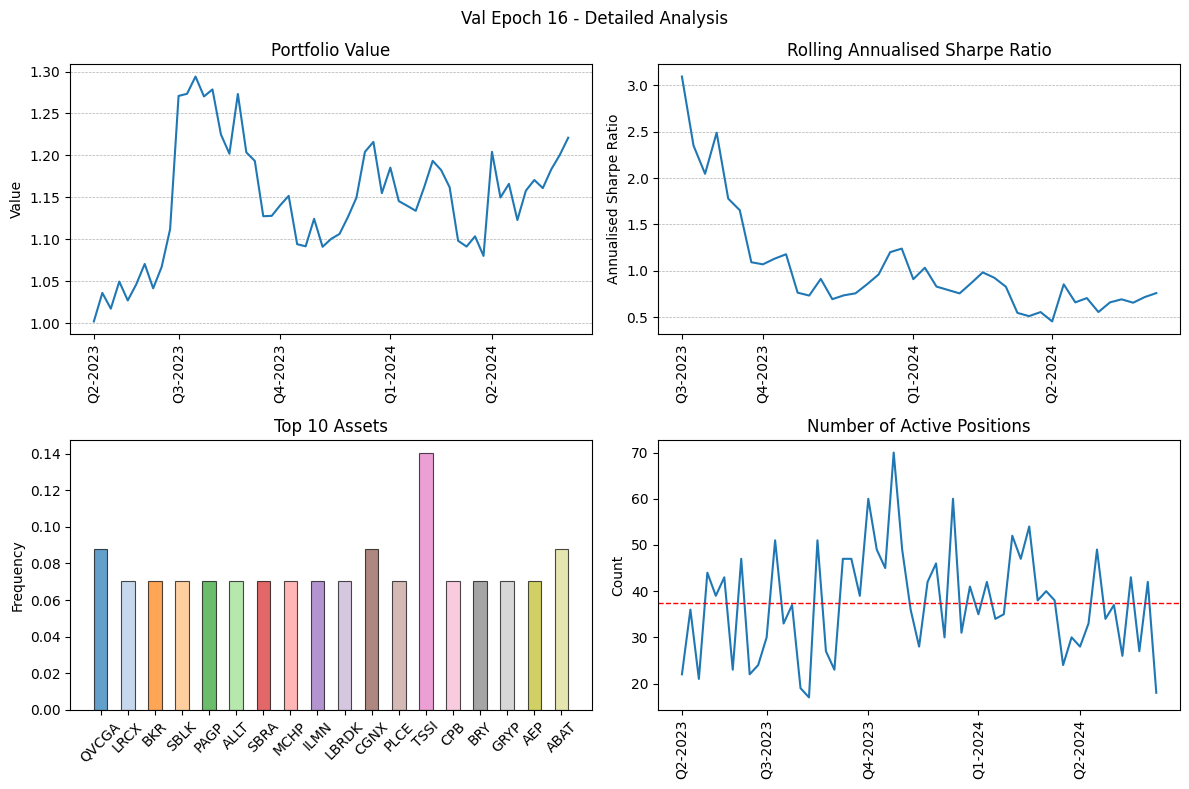 Val Epoch 16 - Detailed Analysis
Portfolio Value
Value
1.30
1.25
1.20
1.15
1.10
1.05
1.00
Q2-2023
Q3-2023
Q4-2023
Q1-2024
Q2-2024
Rolling Annualised Sharpe Ratio
Annualised Sharpe Ratio
3.0
2.5
2.0
1.5
1.0
0.5
Q3-2023
Q4-2023
Q1-2024
Q2-2024
Top 10 Assets
Frequency
0.14
0.12
0.10
0.08
0.06
0.04
0.02
0.00
QVCGA
LRCX
BKR
SBLK
PAGP
ALLT
SBRA
MCHP
ILMN
LBRDK
CGNX
PLCE
TSSI
CPB
BRY
GRYP
AEP
ABAT
Number of Active Positions
Count
70
60
50
40
30
20
Q2-2023
Q3-2023
Q4-2023
Q1-2024
Q2-2024